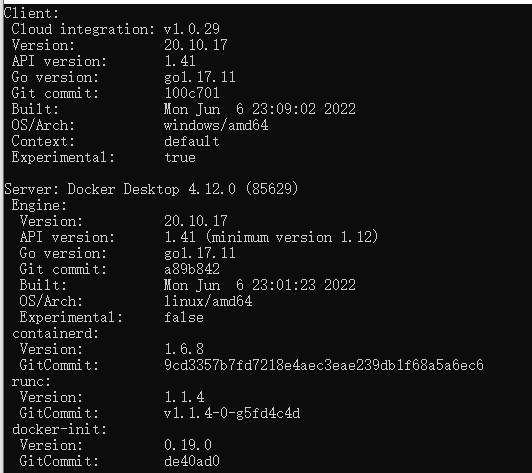 Client:
Cloud integration: v1.0.29
Version: 20.10.17
API version: 1.41
Go version: go1.17.11
Git commit: 100c701
Built: Mon Jun 6 23:09:02 2022
OS/Arch: windows/amd64
Context: default
Experimental: true
Server: Docker Desktop 4.12.0 (85629)
Engine:
Version: 20.10.17
API version: 1.41 (minimum version 1.12)
Go version: go1.17.11
Git commit: a89b842
Built: Mon Jun 6 23:01:23 2022
OS/Arch: linux/amd64
Experimental: false
containerd:
Version: 1.6.8
GitCommit: 9cd3357b7fd7218e4aec3eae239db1f68a5a6ec6
runc:
Version: 1.1.4
GitCommit: v1.1.4-0-g5fd4c4d
docker-init:
Version: 0.19.0
GitCommit: de40ad0